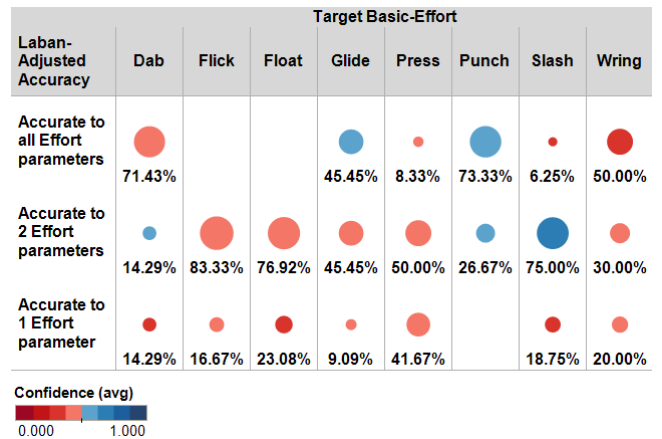 Target Basic-Effort
Laban-
Adjusted
Accuracy
Dab Flick Float Glide Press Punch Slash Wring
Accurate to
all Effort
parameters
71.43% 45.45% 8.33% 73.33% 6.25% 50.00%
Accurate to
2 Effort
parameters
14.29% 83.33% 76.92% 45.45% 50.00% 26.67% 75.00% 30.00%
Accurate to
1 Effort
parameter
14.29% 16.67% 23.08% 9.09% 41.67% 18.75% 20.00%
Confidence (avg)
0.000 1.000